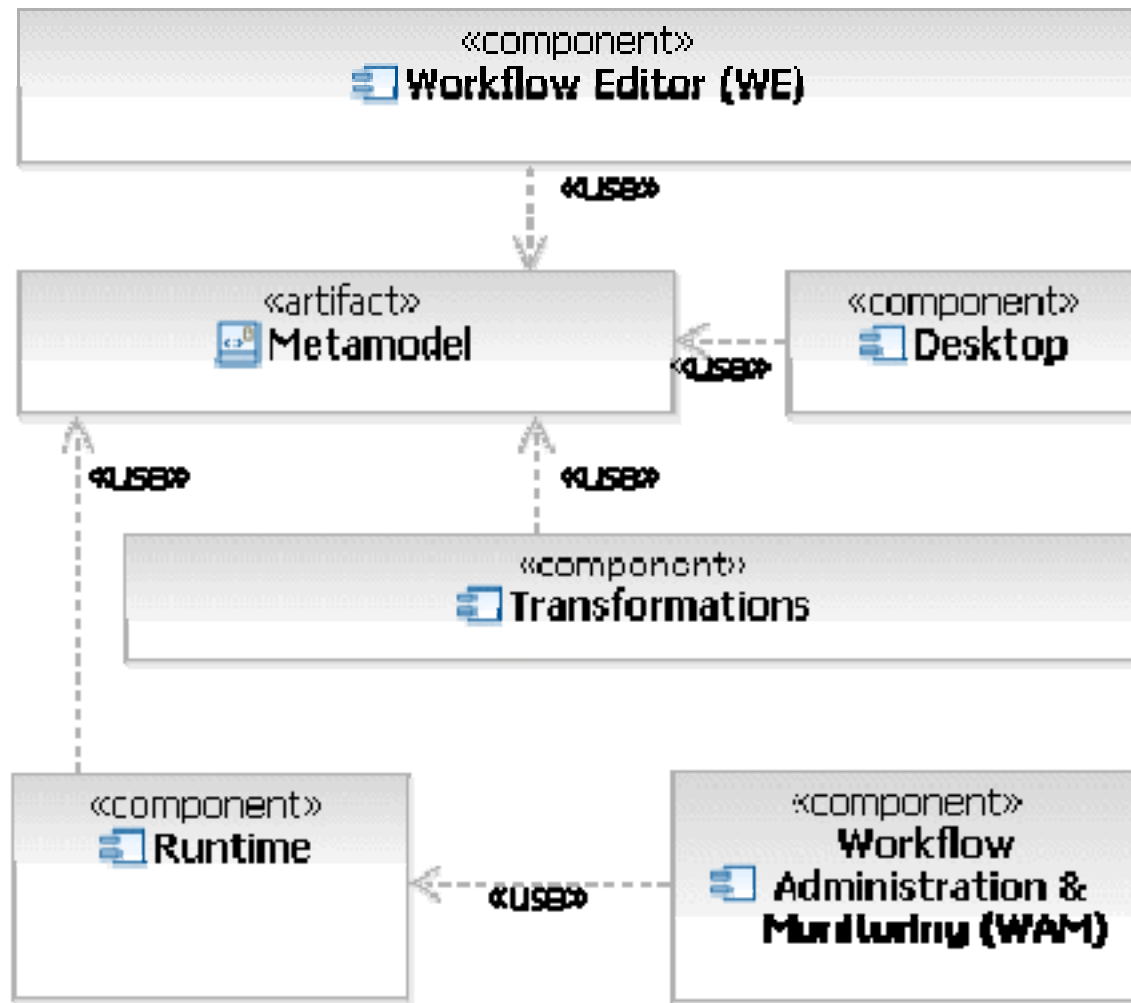 «component»
Workflow Editor (WE)
«use»
«artifact»
Metamodel
«component»
Desktop
«use»
«use»
«use»
«component»
Transformations
«component»
Runtime
«use»
«component»
Workflow
Administration &
Monitoring (WAM)